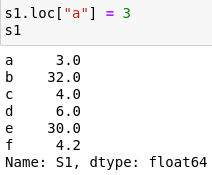 s1.loc["a"] = 3
s1
a     3.0
b    32.0
c     4.0
d     6.0
e    30.0
f     4.2
Name: S1, dtype: float64